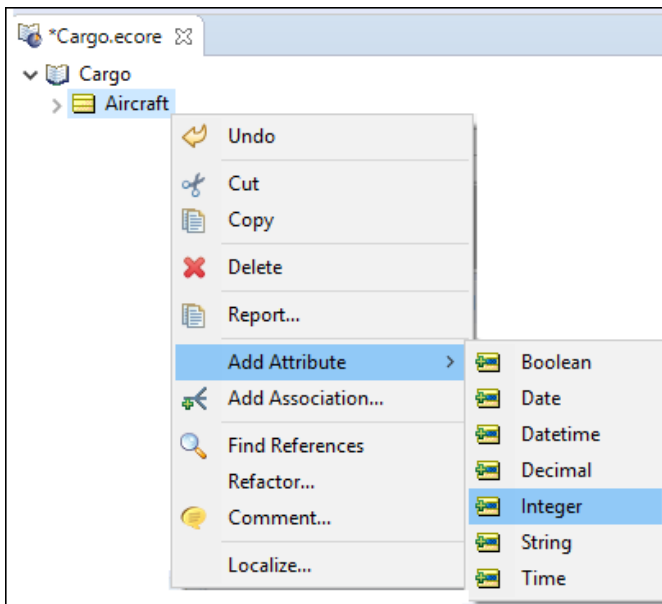 *Cargo.ecore
Cargo
Aircraft
Undo
Cut
Copy
Delete
Report...
Add Attribute
Add Association...
Find References
Refactor...
Comment...
Localize...
Boolean
Date
Datetime
Decimal
Integer
String
Time